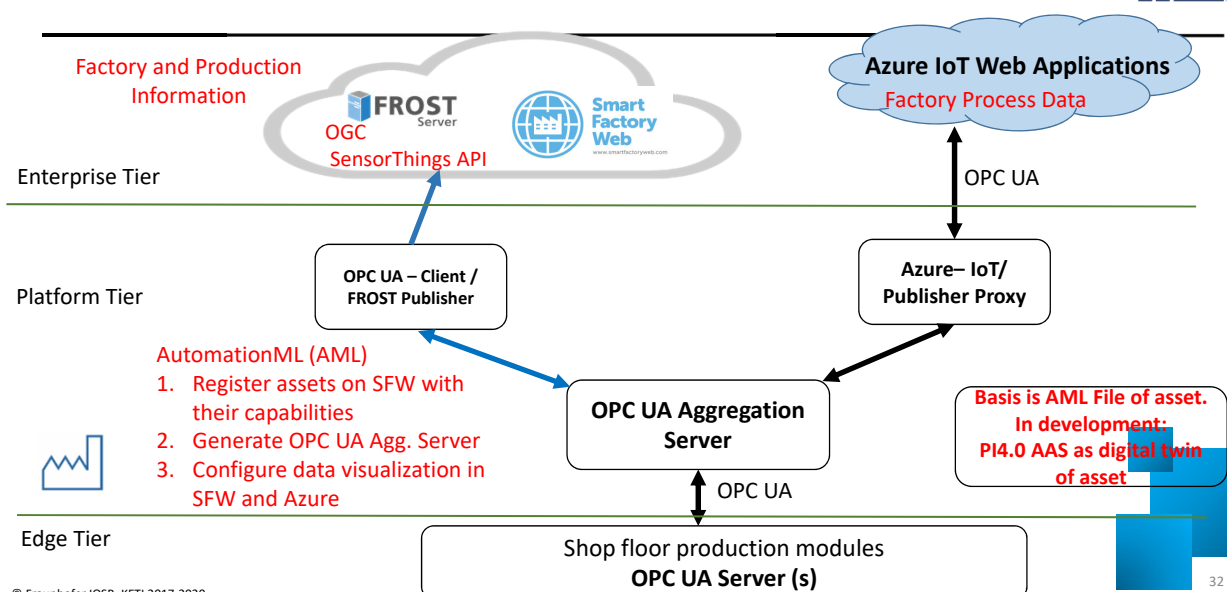 Factory and Production
Information
FROST
Server
OGC
SensorThings API
Smart
Factory
Web
www.smartfactoryweb.com
Azure IoT Web Applications
Factory Process Data
Enterprise Tier
OPC UA
OPC UA – Client /
FROST Publisher
Azure– IoT/
Publisher Proxy
Platform Tier
AutomationML (AML)
1. Register assets on SFW with
their capabilities
2. Generate OPC UA Agg. Server
3. Configure data visualization in
SFW and Azure
OPC UA Aggregation
Server
Basis is AML File of asset.
In development:
PI4.0 AAS as digital twin
of asset
OPC UA
Edge Tier
Shop floor production modules
OPC UA Server (s)
32